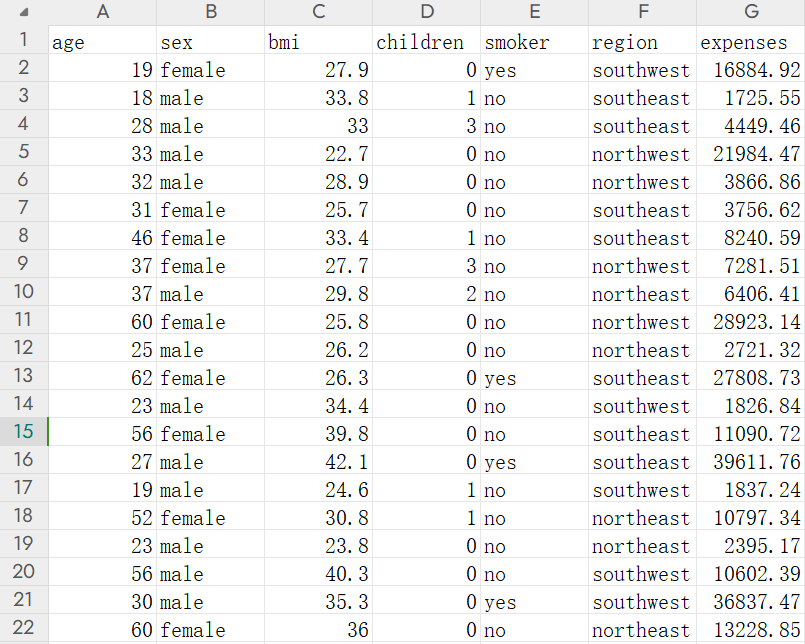 A B C D E F G
1 age sex bmi children smoker region expenses
2 19 female 27.9 0 yes southwest 16884.92
3 18 male 33.8 1 no southeast 1725.55
4 28 male 33 3 no southeast 4449.46
5 33 male 22.7 0 no northwest 21984.47
6 32 male 28.9 0 no northwest 3866.86
7 31 female 25.7 0 no southeast 3756.62
8 46 female 33.4 1 no southeast 8240.59
9 37 female 27.7 3 no northwest 7281.51
10 37 male 29.8 2 no northeast 6406.41
11 60 female 25.8 0 no northwest 28923.14
12 25 male 26.2 0 no northeast 2721.32
13 62 female 26.3 0 yes southeast 27808.73
14 23 male 34.4 0 no southwest 1826.84
15 56 female 39.8 0 no southeast 11090.72
16 27 male 42.1 0 yes southeast 39611.76
17 19 male 24.6 1 no southwest 1837.24
18 52 female 30.8 1 no northeast 10797.34
19 23 male 23.8 0 no northeast 2395.17
20 56 male 40.3 0 no southwest 10602.39
21 30 male 35.3 0 yes southwest 36837.47
22 60 female 36 0 no northeast 13228.85